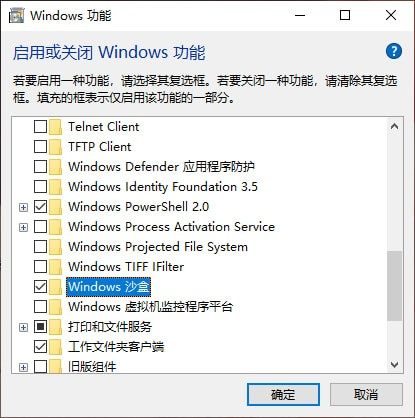 Windows 功能
启用或关闭 Windows 功能
若要启用一种功能，请选择其复选框。若要关闭一种功能，请清除其复选
框。填充的框表示仅启用该功能的一部分。
Telnet Client
TFTP Client
Windows Defender 应用程序防护
Windows Identity Foundation 3.5
Windows PowerShell 2.0
Windows Process Activation Service
Windows Projected File System
Windows TIFF IFilter
Windows 沙盒
Windows 虚拟机监控程序平台
打印和文件服务
工作文件夹客户端
旧版组件
确定
取消